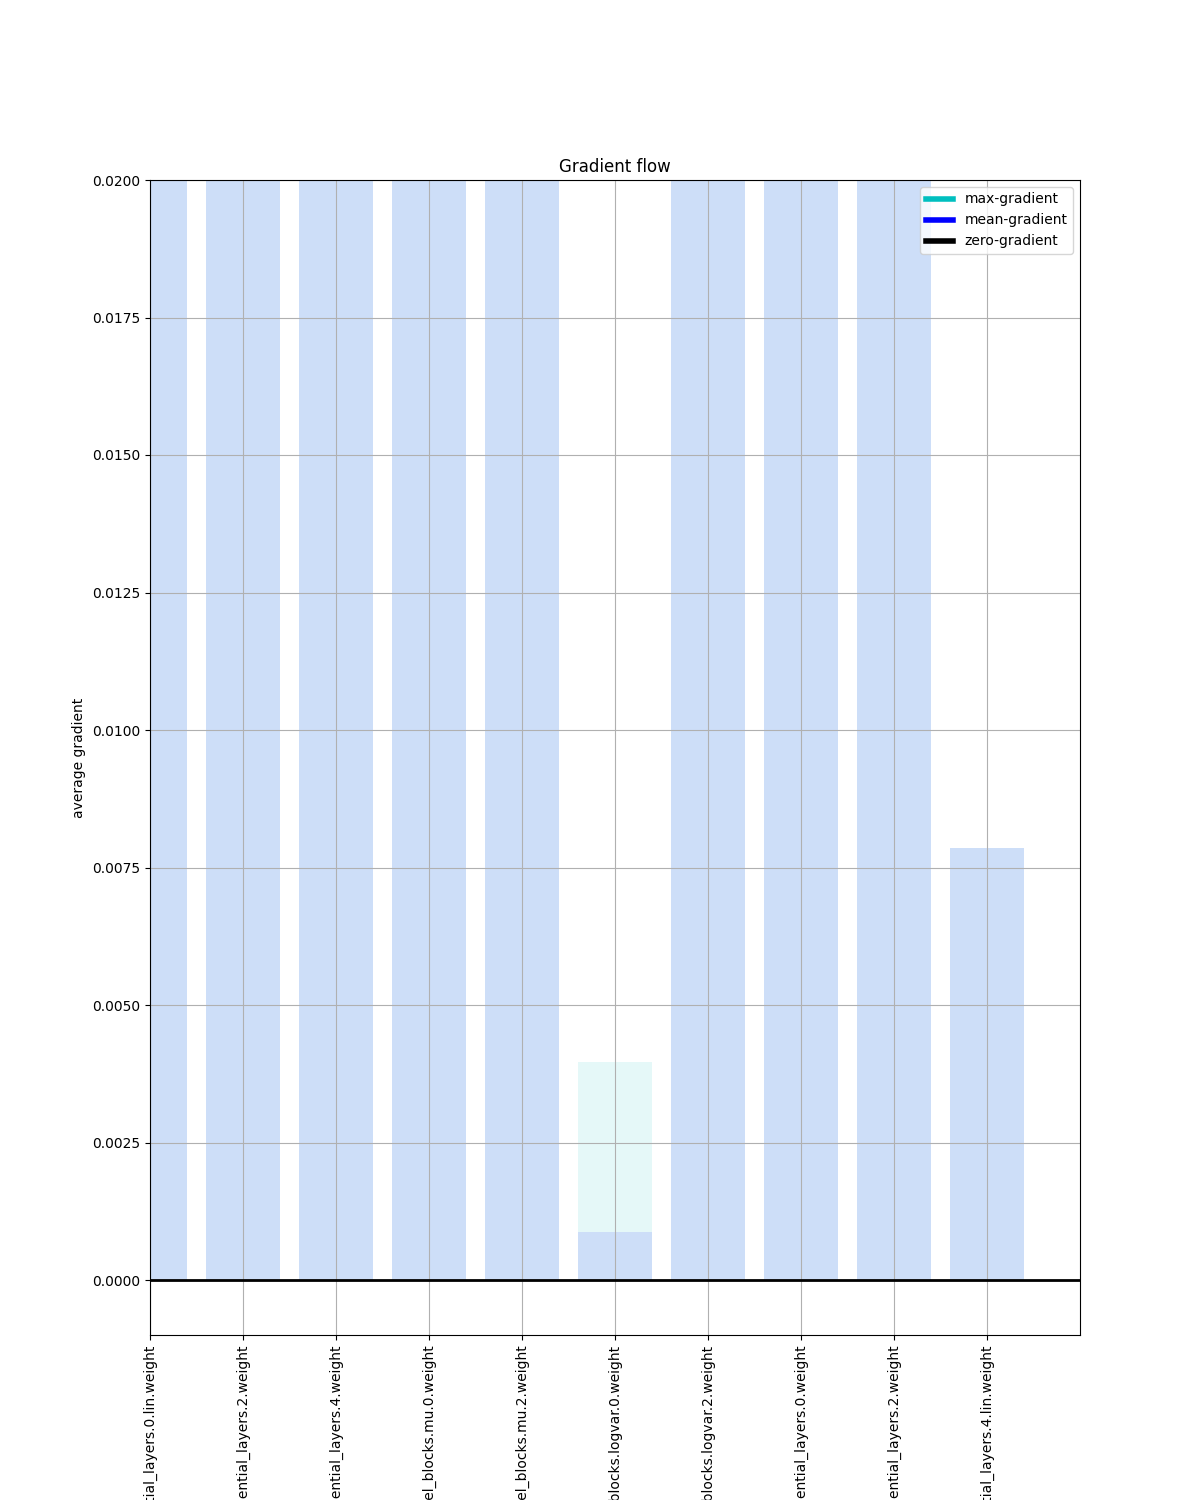 Gradient flow
max-gradient
mean-gradient
zero-gradient
average gradient
0.0200
0.0175
0.0150
0.0125
0.0100
0.0075
0.0050
0.0025
0.0000
tial_layers.0.lin.weight
ential_layers.2.weight
ential_layers.4.weight
el_blocks.mu.0.weight
el_blocks.mu.2.weight
blocks.logvar.0.weight
blocks.logvar.2.weight
ential_layers.0.weight
ential_layers.2.weight
tial_layers.4.lin.weight